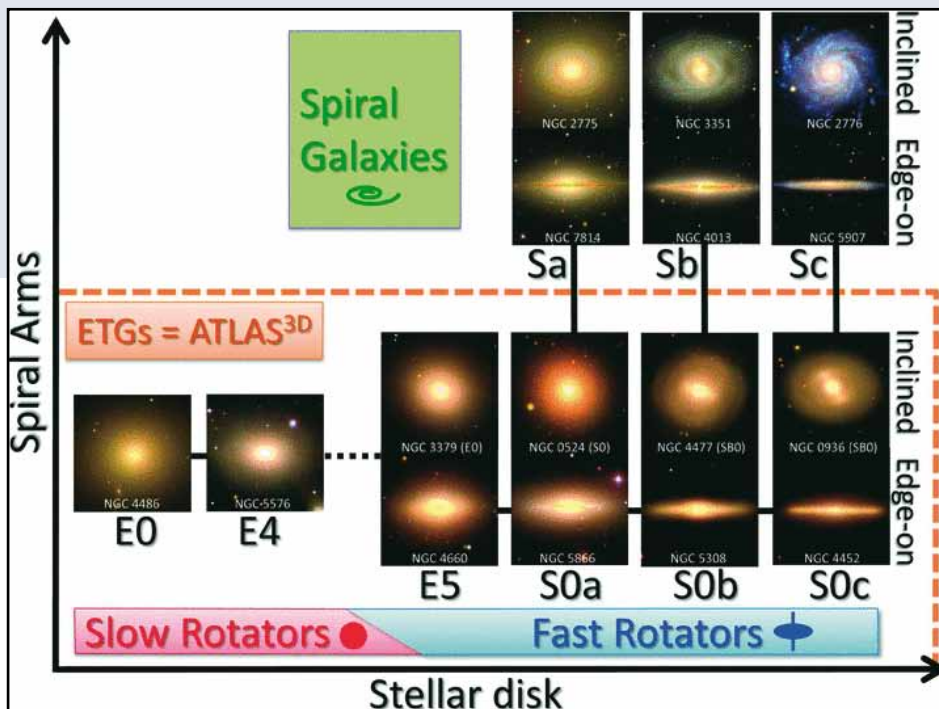 Spiral Arms
Spiral
Galaxies
NGC 2775
NGC 3351
NGC 2776
Inclined
NGC 7814
NGC 4013
NGC 5907
Edge-on
Sa
Sb
Sc
ETGs = ATLAS3D
NGC 4486
NGC 5576
E0
E4
NGC 3379 (E0)
NGC 0524 (S0)
NGC 4477 (SB0)
NGC 0936 (SB0)
Inclined
NGC 4660
NGC 5866
NGC 5308
NGC 4452
Edge-on
E5
S0a
S0b
S0c
Slow Rotators
Fast Rotators
Stellar disk